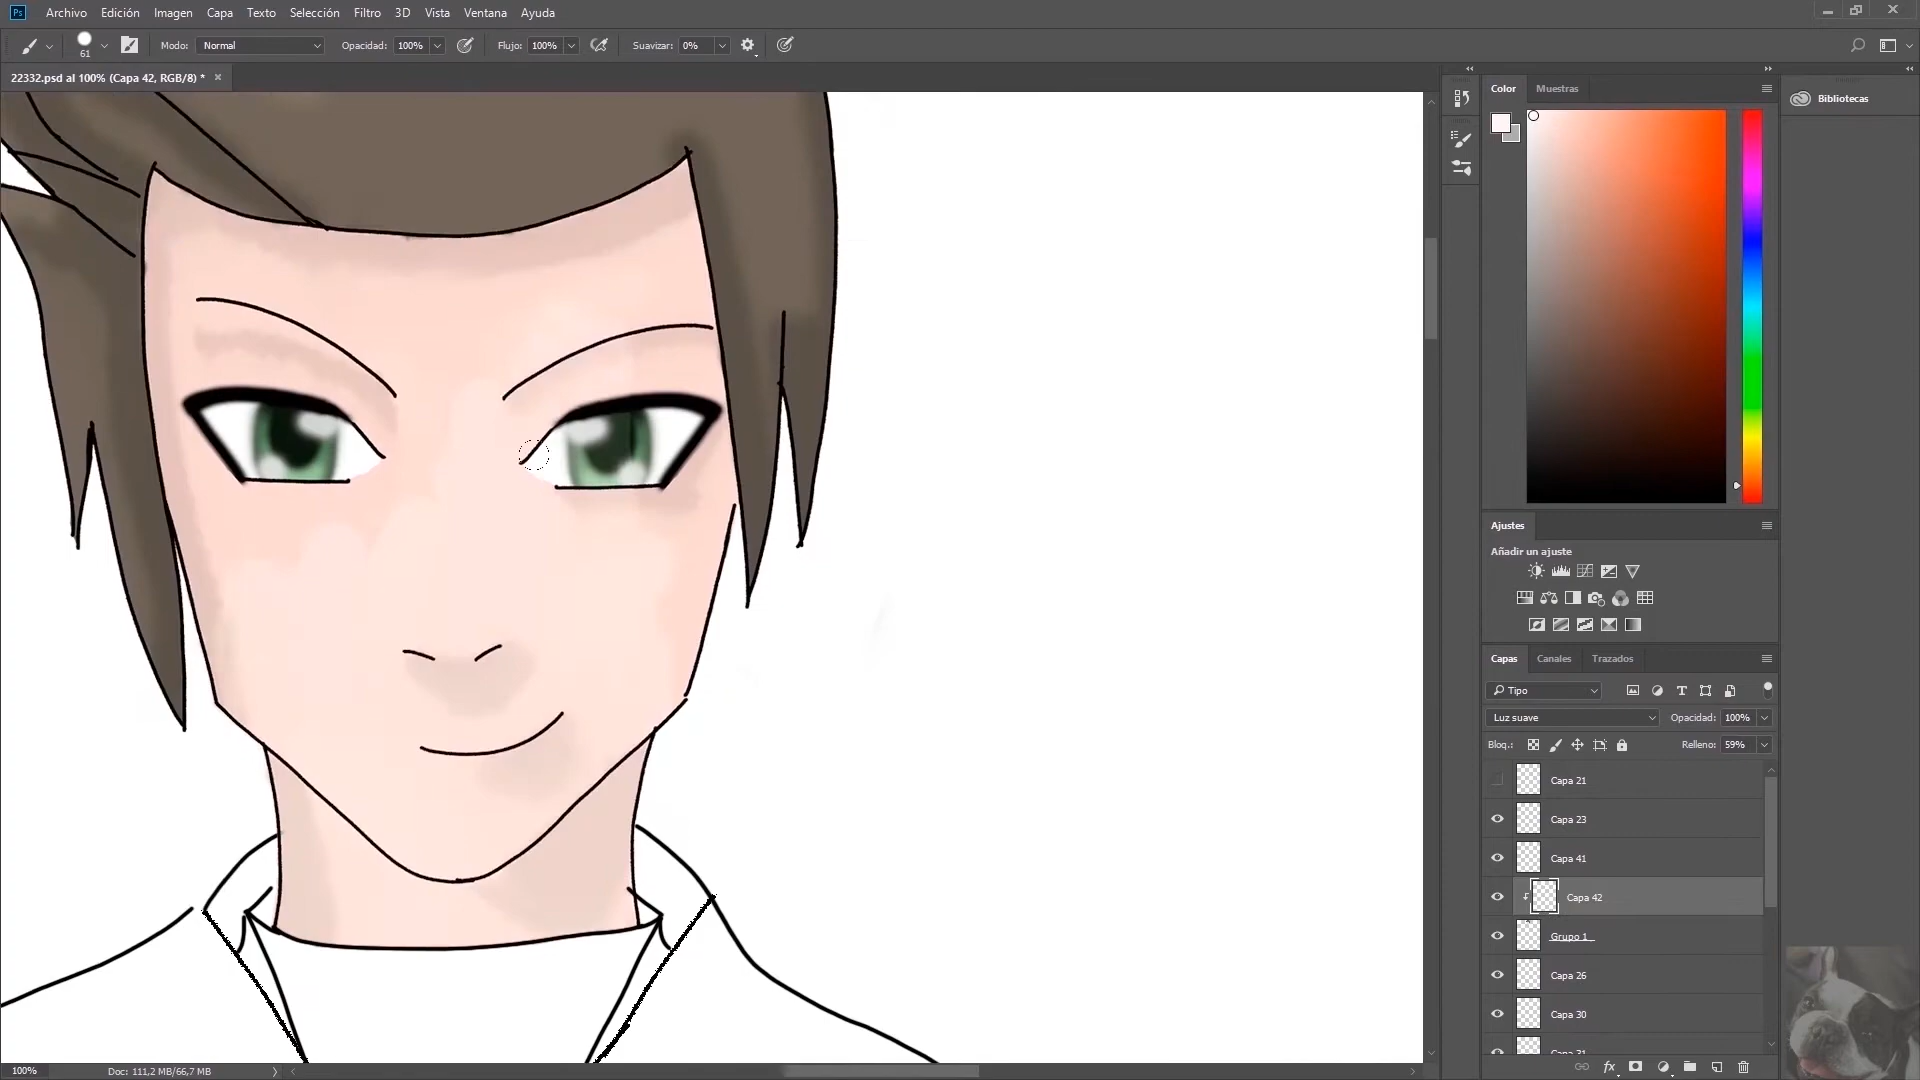 Ps Archivo Edición Imagen Capa Texto Selección Filtro 3D Vista Ventana Ayuda
61 Modo: Normal Opacidad: 100% Flujo: 100% Suavizar: 0%
22332.psd al 100% (Capa 42, RGB/8) * ×
Color Muestras
Bibliotecas
Ajustes
Añadir un ajuste
Capas Canales Trazados
Tipo
Luz suave Opacidad: 100%
Bloq.: Relleno: 59%
Capa 21
Capa 23
Capa 41
Capa 42
Grupo 1
Capa 26
Capa 30
Capa 31
fx
100% Doc: 111,2 MB/66,7 MB